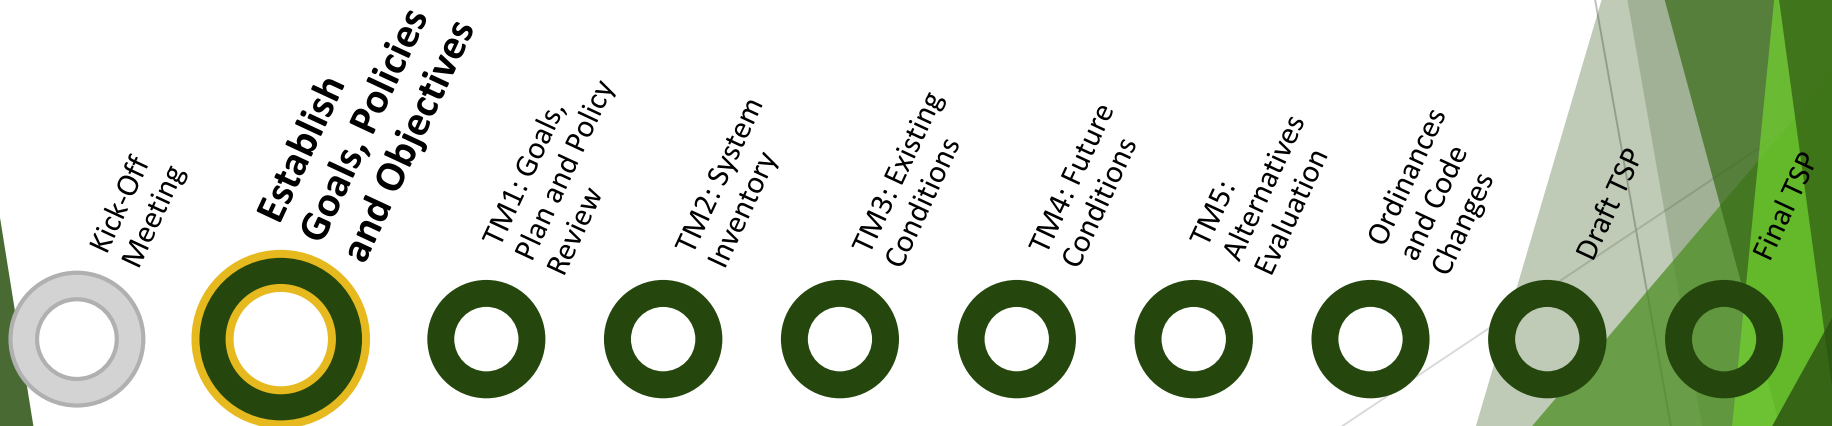 Kick-Off
Meeting
Establish
Goals, Policies
and Objectives
TM1: Goals,
Plan and Policy
Review
TM2: System
Inventory
TM3: Existing
Conditions
TM4: Future
Conditions
TM5:
Alternatives
Evaluation
Ordinances
and Code
Changes
Draft TSP
Final TSP